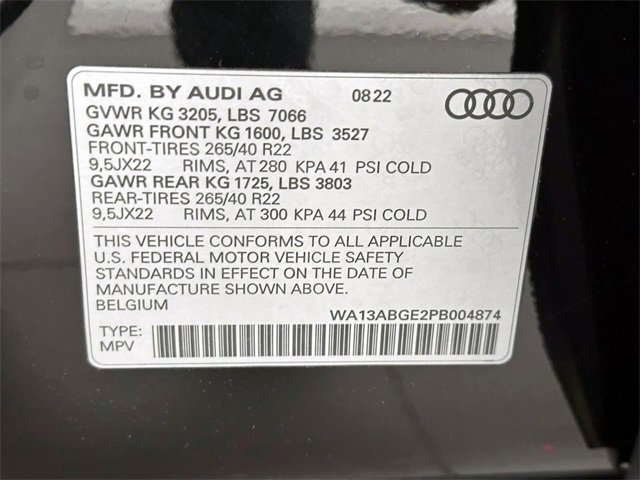 MFD. BY AUDI AG 0822
GVWR KG 3205, LBS 7066
GAWR FRONT KG 1600, LBS 3527
FRONT-TIRES 265/40 R22
9,5JX22 RIMS, AT 280 KPA 41 PSI COLD
GAWR REAR KG 1725, LBS 3803
REAR-TIRES 265/40 R22
9,5JX22 RIMS, AT 300 KPA 44 PSI COLD
THIS VEHICLE CONFORMS TO ALL APPLICABLE
U.S. FEDERAL MOTOR VEHICLE SAFETY
STANDARDS IN EFFECT ON THE DATE OF
MANUFACTURE SHOWN ABOVE.
BELGIUM WA13ABGE2PB004874
TYPE:
MPV